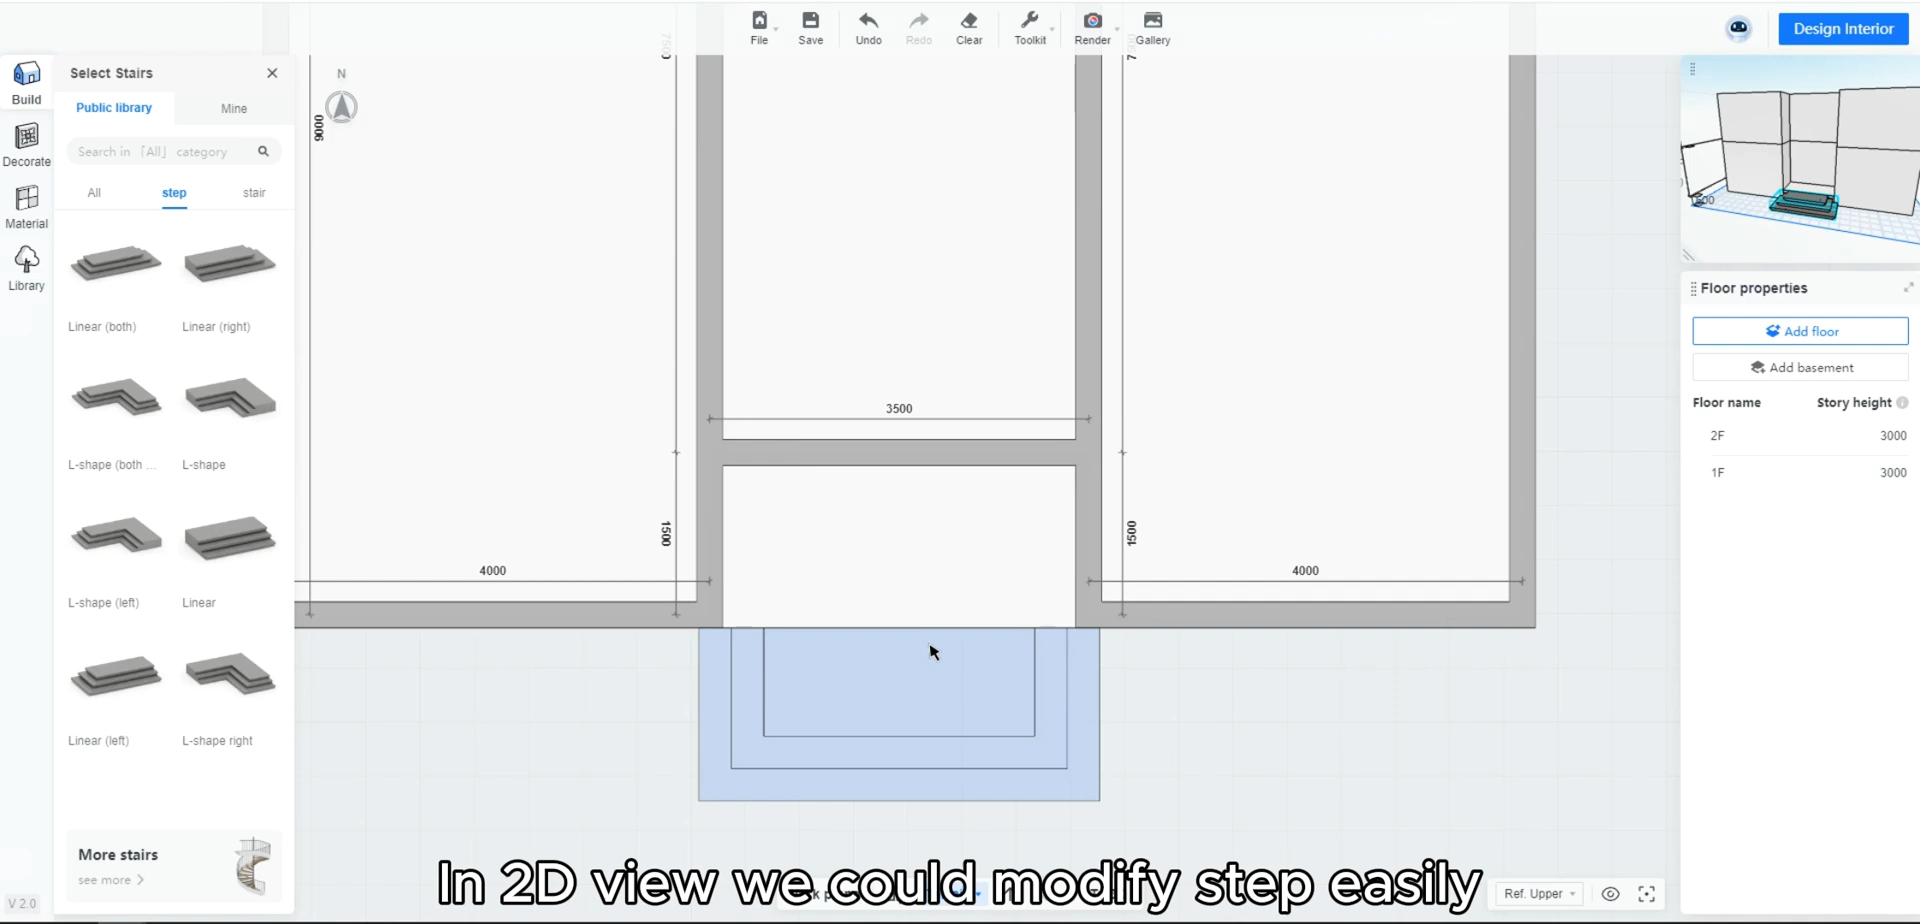 File
Save
Undo
Redo
Clear
Toolkit
Render
Gallery
Design Interior
Build
Decorate
Material
Library
V 2.0
Select Stairs
Public library
Mine
Search in 「All」 category
All
step
stair
Linear (both)
Linear (right)
L-shape (both ...
L-shape
L-shape (left)
Linear
Linear (left)
L-shape right
More stairs
see more >
N
9000
7500
3500
1500
1500
4000
4000
Floor properties
Add floor
Add basement
Floor name Story height
2F 3000
1F 3000
In 2D view we could modify step easily
Ref. Upper